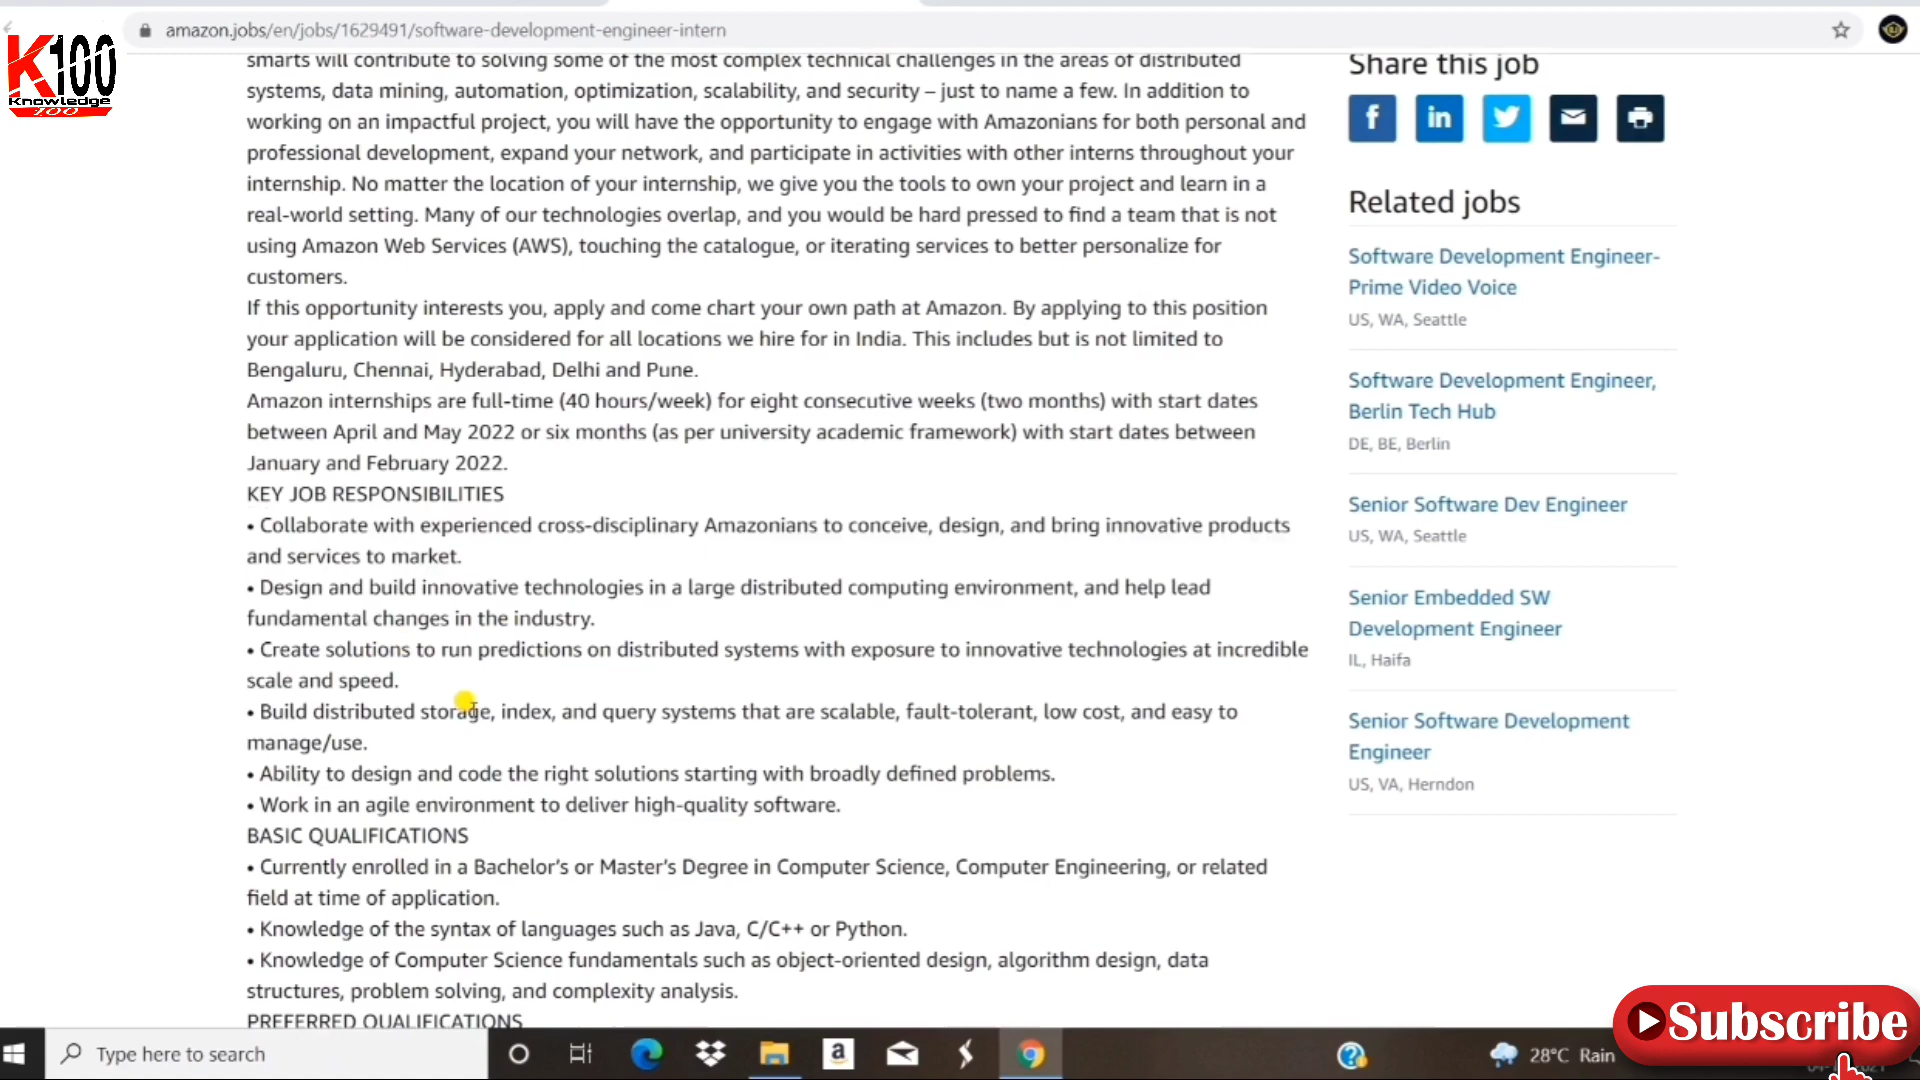 amazon.jobs/en/jobs/1629491/software-development-engineer-intern
K100
Knowledge
100
smarts will contribute to solving some of the most complex technical challenges in the areas of distributed
systems, data mining, automation, optimization, scalability, and security – just to name a few. In addition to
working on an impactful project, you will have the opportunity to engage with Amazonians for both personal and
professional development, expand your network, and participate in activities with other interns throughout your
internship. No matter the location of your internship, we give you the tools to own your project and learn in a
real-world setting. Many of our technologies overlap, and you would be hard pressed to find a team that is not
using Amazon Web Services (AWS), touching the catalogue, or iterating services to better personalize for
customers.
If this opportunity interests you, apply and come chart your own path at Amazon. By applying to this position
your application will be considered for all locations we hire for in India. This includes but is not limited to
Bengaluru, Chennai, Hyderabad, Delhi and Pune.
Amazon internships are full-time (40 hours/week) for eight consecutive weeks (two months) with start dates
between April and May 2022 or six months (as per university academic framework) with start dates between
January and February 2022.
KEY JOB RESPONSIBILITIES
• Collaborate with experienced cross-disciplinary Amazonians to conceive, design, and bring innovative products
and services to market.
• Design and build innovative technologies in a large distributed computing environment, and help lead
fundamental changes in the industry.
• Create solutions to run predictions on distributed systems with exposure to innovative technologies at incredible
scale and speed.
• Build distributed storage, index, and query systems that are scalable, fault-tolerant, low cost, and easy to
manage/use.
• Ability to design and code the right solutions starting with broadly defined problems.
• Work in an agile environment to deliver high-quality software.
BASIC QUALIFICATIONS
• Currently enrolled in a Bachelor's or Master's Degree in Computer Science, Computer Engineering, or related
field at time of application.
• Knowledge of the syntax of languages such as Java, C/C++ or Python.
• Knowledge of Computer Science fundamentals such as object-oriented design, algorithm design, data
structures, problem solving, and complexity analysis.
PREFERRED QUALIFICATIONS
Share this job
Related jobs
Software Development Engineer-
Prime Video Voice
US, WA, Seattle
Software Development Engineer,
Berlin Tech Hub
DE, BE, Berlin
Senior Software Dev Engineer
US, WA, Seattle
Senior Embedded SW
Development Engineer
IL, Haifa
Senior Software Development
Engineer
US, VA, Herndon
Subscribe
Type here to search
28°C Rain